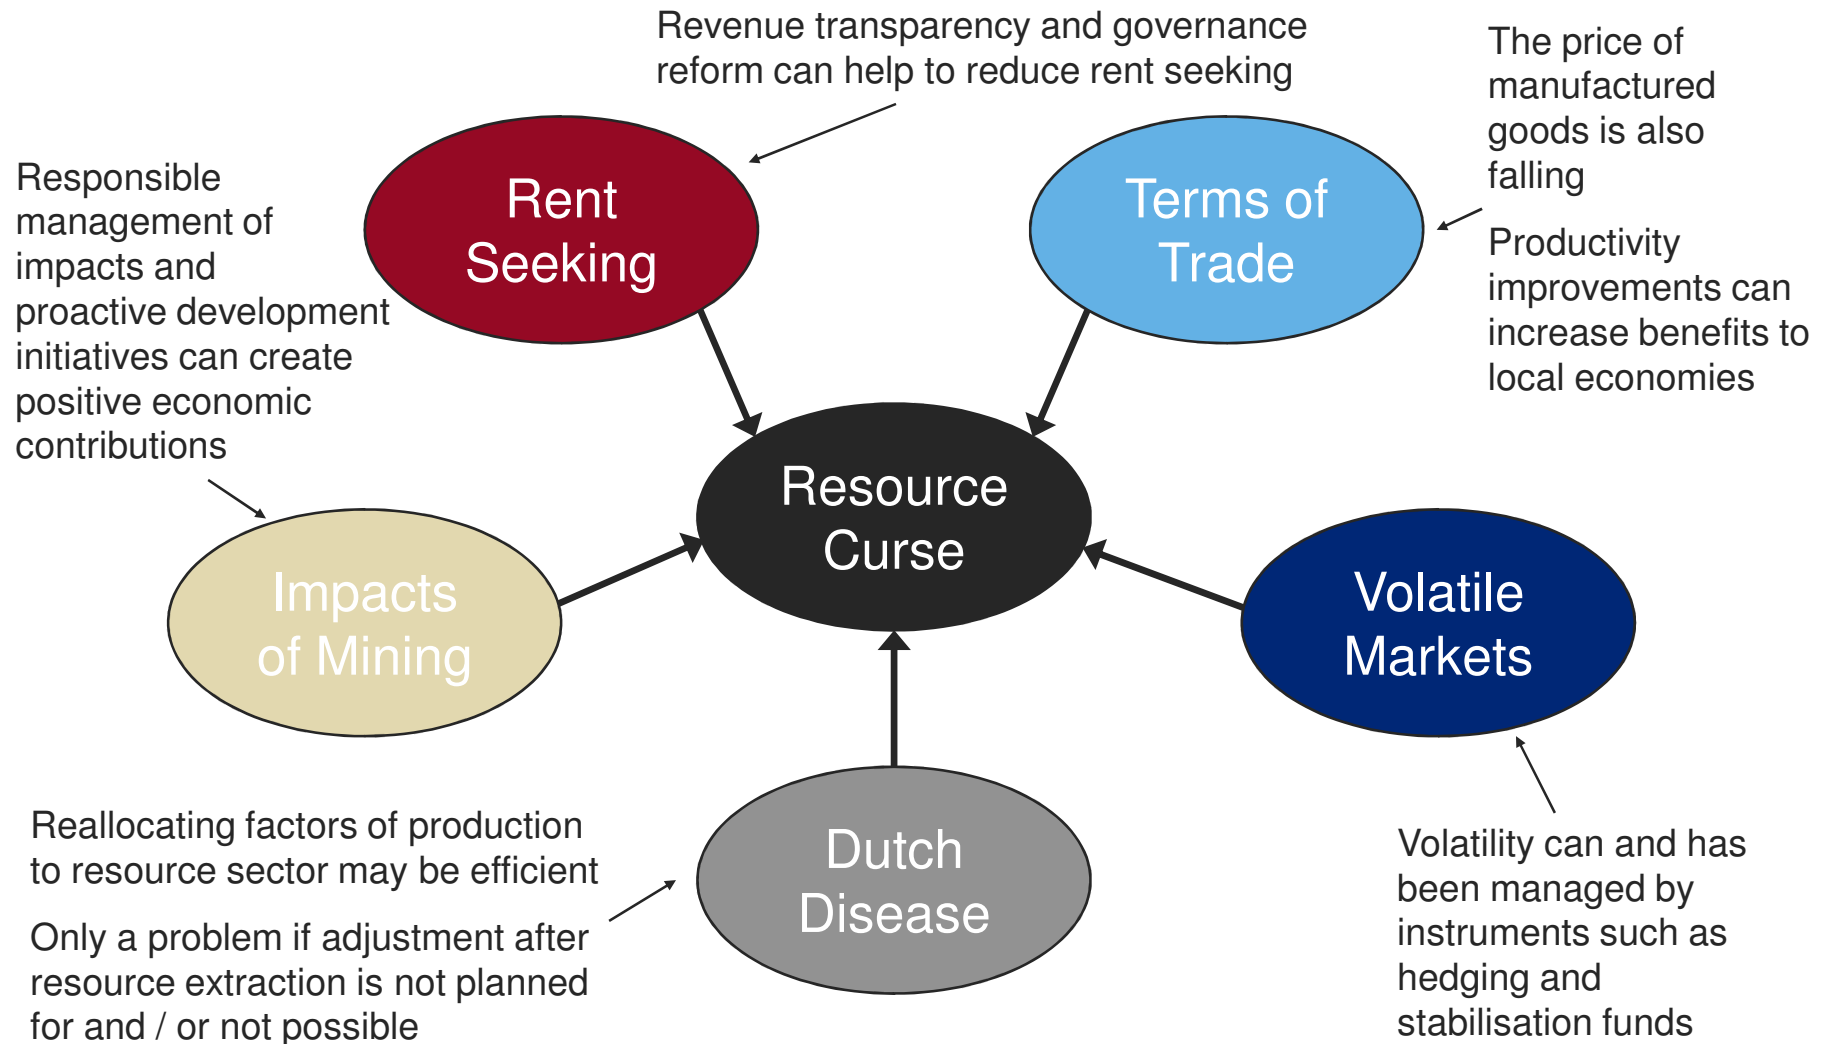 Revenue transparency and governance
reform can help to reduce rent seeking
The price of
manufactured
goods is also
falling
Productivity
improvements can
increase benefits to
local economies
Responsible
management of
impacts and
proactive development
initiatives can create
positive economic
contributions
Rent
Seeking
Terms of
Trade
Resource
Curse
Impacts
of Mining
Volatile
Markets
Dutch
Disease
Reallocating factors of production
to resource sector may be efficient
Only a problem if adjustment after
resource extraction is not planned
for and / or not possible
Volatility can and has
been managed by
instruments such as
hedging and
stabilisation funds